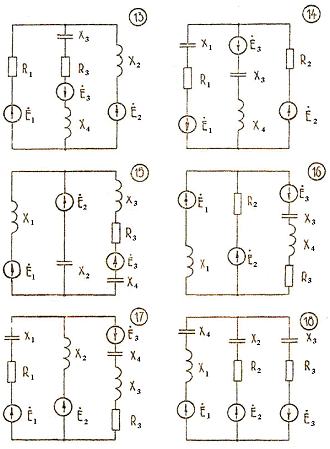 13
X₃
R₁
R₃
X₂
Ė₃
Ė₁
X₄
Ė₂
14
X₁
Ė₃
R₁
X₃
R₂
Ė₁
X₄
Ė₂
15
Ė₂
X₃
X₁
R₃
Ė₁
X₂
Ė₃
X₄
16
Ė₁
R₂
Ė₃
X₃
X₄
X₁
Ė₂
R₃
17
X₁
Ė₃
X₂
X₄
R₁
X₃
Ė₁
Ė₂
R₃
18
X₄
X₂
X₃
X₁
R₂
R₃
Ė₁
Ė₂
Ė₃